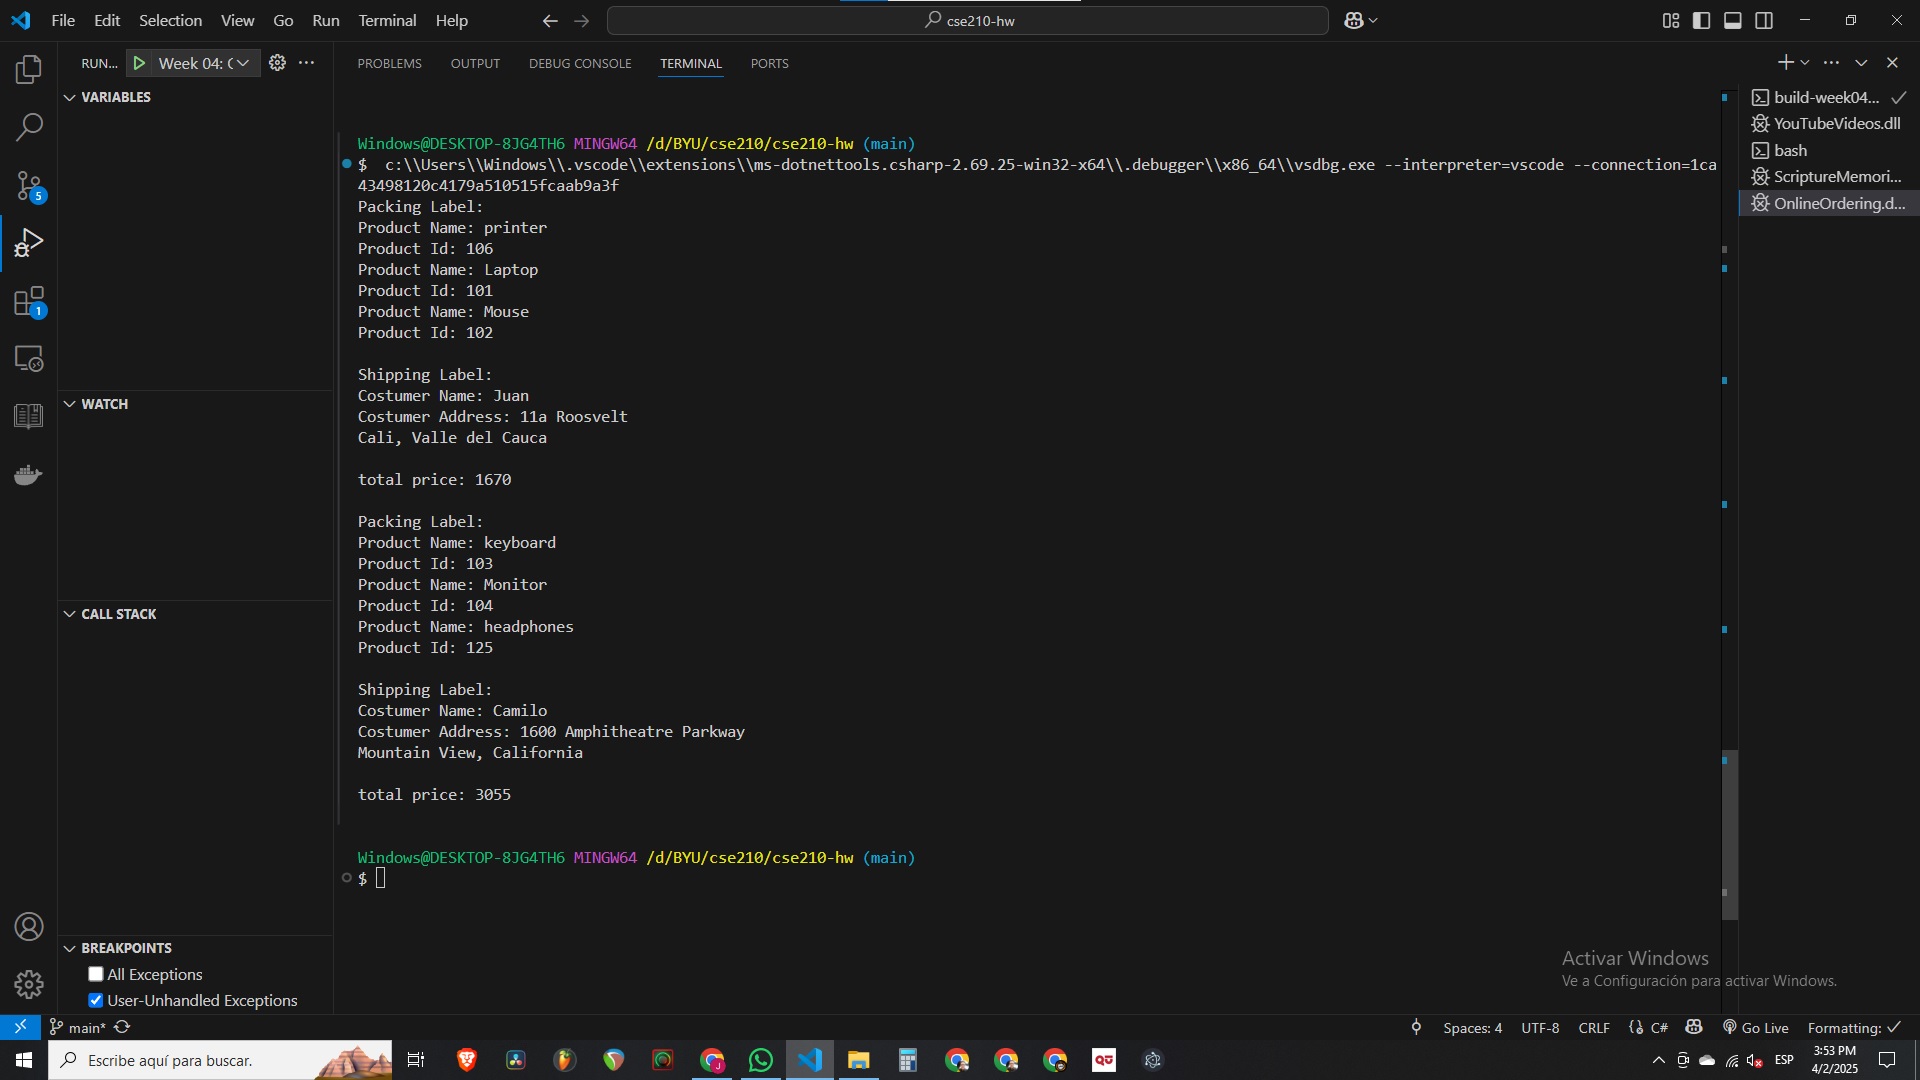 File Edit Selection View Go Run Terminal Help
cse210-hw
RUN... Week 04: C
PROBLEMS OUTPUT DEBUG CONSOLE TERMINAL PORTS
VARIABLES
WATCH
CALL STACK
BREAKPOINTS
All Exceptions
User-Unhandled Exceptions
5
1
Windows@DESKTOP-8JG4TH6 MINGW64 /d/BYU/cse210/cse210-hw (main)
$ c:\\Users\\Windows\\.vscode\\extensions\\ms-dotnettools.csharp-2.69.25-win32-x64\\.debugger\\x86_64\\vsdbg.exe --interpreter=vscode --connection=1ca
43498120c4179a510515fcaab9a3f
Packing Label:
Product Name: printer
Product Id: 106
Product Name: Laptop
Product Id: 101
Product Name: Mouse
Product Id: 102
Shipping Label:
Costumer Name: Juan
Costumer Address: 11a Roosvelt
Cali, Valle del Cauca
total price: 1670
Packing Label:
Product Name: keyboard
Product Id: 103
Product Name: Monitor
Product Id: 104
Product Name: headphones
Product Id: 125
Shipping Label:
Costumer Name: Camilo
Costumer Address: 1600 Amphitheatre Parkway
Mountain View, California
total price: 3055
Windows@DESKTOP-8JG4TH6 MINGW64 /d/BYU/cse210/cse210-hw (main)
$
build-week04...
YouTubeVideos.dll
bash
ScriptureMemori...
OnlineOrdering.d...
Activar Windows
Ve a Configuración para activar Windows.
main* Spaces: 4 UTF-8 CRLF C# Go Live Formatting:
Escribe aquí para buscar.
ESP
3:53 PM
4/2/2025